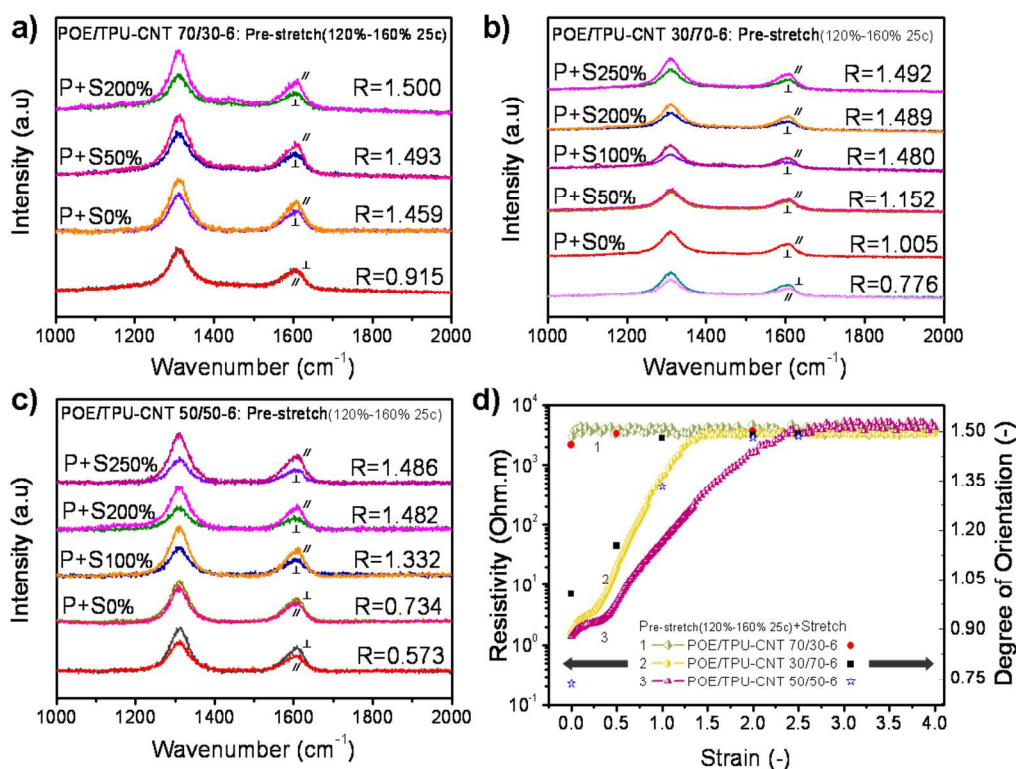 a)
POE/TPU-CNT 70/30-6: Pre-stretch(120%-160% 25c)
P+S200%
//
⊥
R=1.500
P+S50%
//
⊥
R=1.493
P+S0%
//
⊥
R=1.459
⊥
//
R=0.915
Intensity (a.u)
1000 1200 1400 1600 1800 2000
Wavenumber (cm⁻¹)
b)
POE/TPU-CNT 30/70-6: Pre-stretch(120%-160% 25c)
P+S250%
//
⊥
R=1.492
P+S200%
//
⊥
R=1.489
P+S100%
//
⊥
R=1.480
P+S50%
//
⊥
R=1.152
P+S0%
//
⊥
R=1.005
⊥
//
R=0.776
Intensity (a.u)
1000 1200 1400 1600 1800 2000
Wavenumber (cm⁻¹)
c)
POE/TPU-CNT 50/50-6: Pre-stretch(120%-160% 25c)
P+S250%
//
⊥
R=1.486
P+S200%
//
⊥
R=1.482
P+S100%
//
⊥
R=1.332
P+S0%
⊥
//
R=0.734
⊥
//
R=0.573
Intensity (a.u)
1000 1200 1400 1600 1800 2000
Wavenumber (cm⁻¹)
d)
10⁴
10³
10²
10¹
10⁰
10⁻¹
Resistivity (Ohm.m)
1
2
3
Pre-stretch(120%-160% 25c)+Stretch
1 POE/TPU-CNT 70/30-6
2 POE/TPU-CNT 30/70-6
3 POE/TPU-CNT 50/50-6
1.50
1.35
1.20
1.05
0.90
0.75
Degree of Orientation (-)
0.0 0.5 1.0 1.5 2.0 2.5 3.0 3.5 4.0
Strain (-)